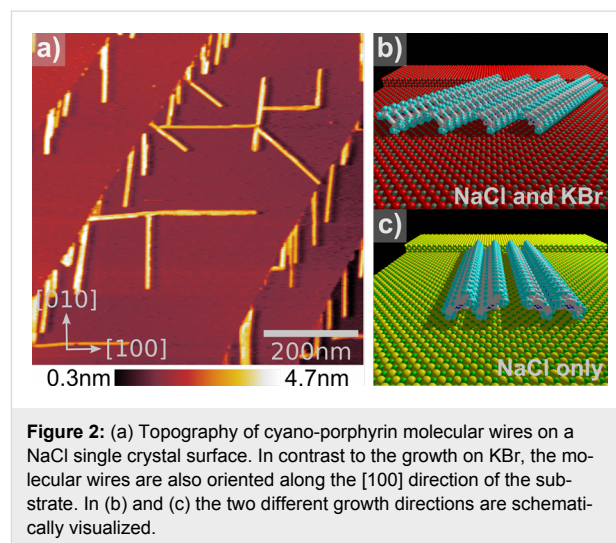 a)
[010]
[100]
200nm
0.3nm
4.7nm
b)
NaCl and KBr
c)
NaCl only
Figure 2: (a) Topography of cyano-porphyrin molecular wires on a
NaCl single crystal surface. In contrast to the growth on KBr, the mo-
lecular wires are also oriented along the [100] direction of the sub-
strate. In (b) and (c) the two different growth directions are schemati-
cally visualized.